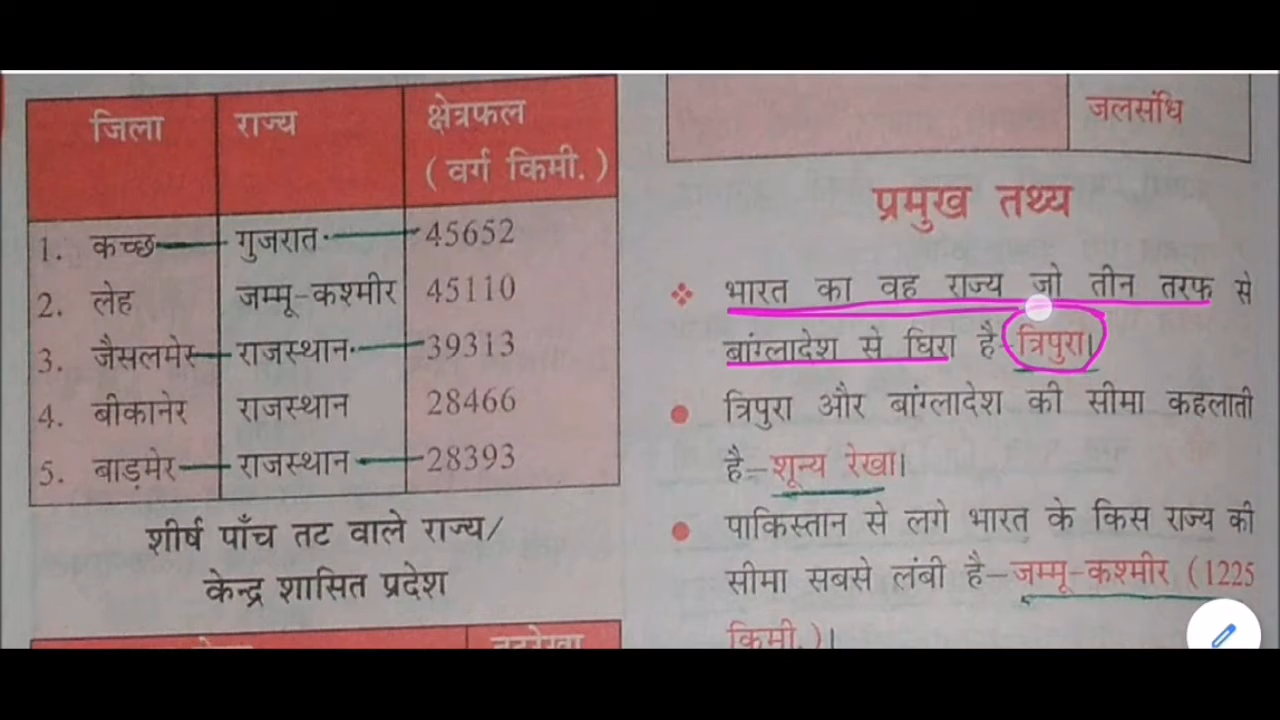 जिला राज्य क्षेत्रफल
(वर्ग किमी.)
1. कच्छ गुजरात 45652
2. लेह जम्मू-कश्मीर 45110
3. जैसलमेर राजस्थान 39313
4. बीकानेर राजस्थान 28466
5. बाड़मेर राजस्थान 28393
शीर्ष पाँच तट वाले राज्य/
केन्द्र शासित प्रदेश
जलसंधि
प्रमुख तथ्य
भारत का वह राज्य जो तीन तरफ से
बांग्लादेश से घिरा है-त्रिपुरा।
त्रिपुरा और बांग्लादेश की सीमा कहलाती
है-शून्य रेखा।
पाकिस्तान से लगे भारत के किस राज्य की
सीमा सबसे लंबी है-जम्मू-कश्मीर (1225
किमी.)।